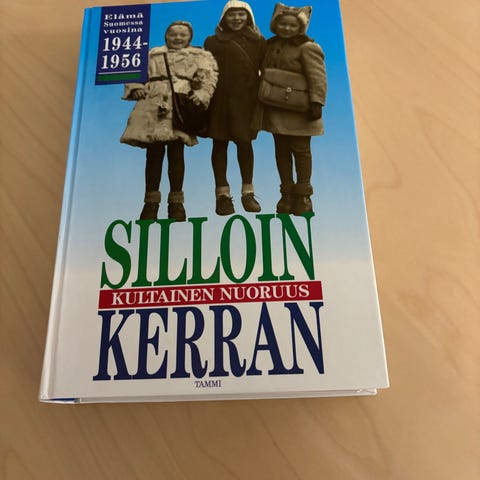 Elämä
Suomessa
vuosina
1944-
1956
SILLOIN
KULTAINEN NUORUUS
KERRAN
TAMMI